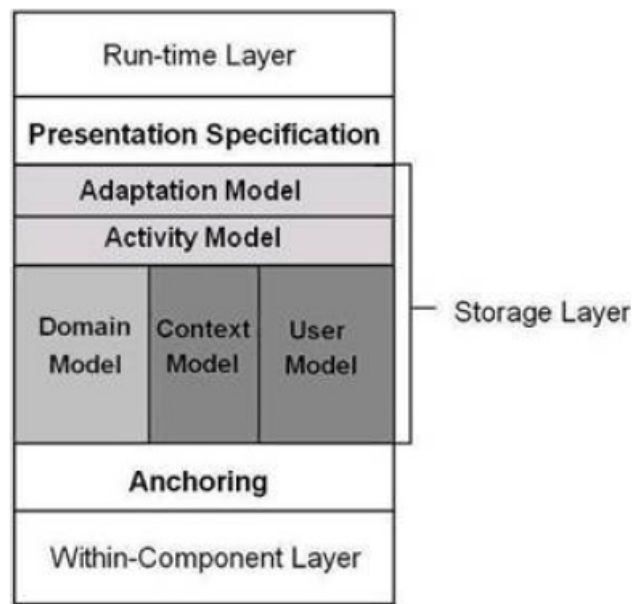 Run-time Layer
Presentation Specification
Adaptation Model
Activity Model
Domain
Model
Context
Model
User
Model
Storage Layer
Anchoring
Within-Component Layer